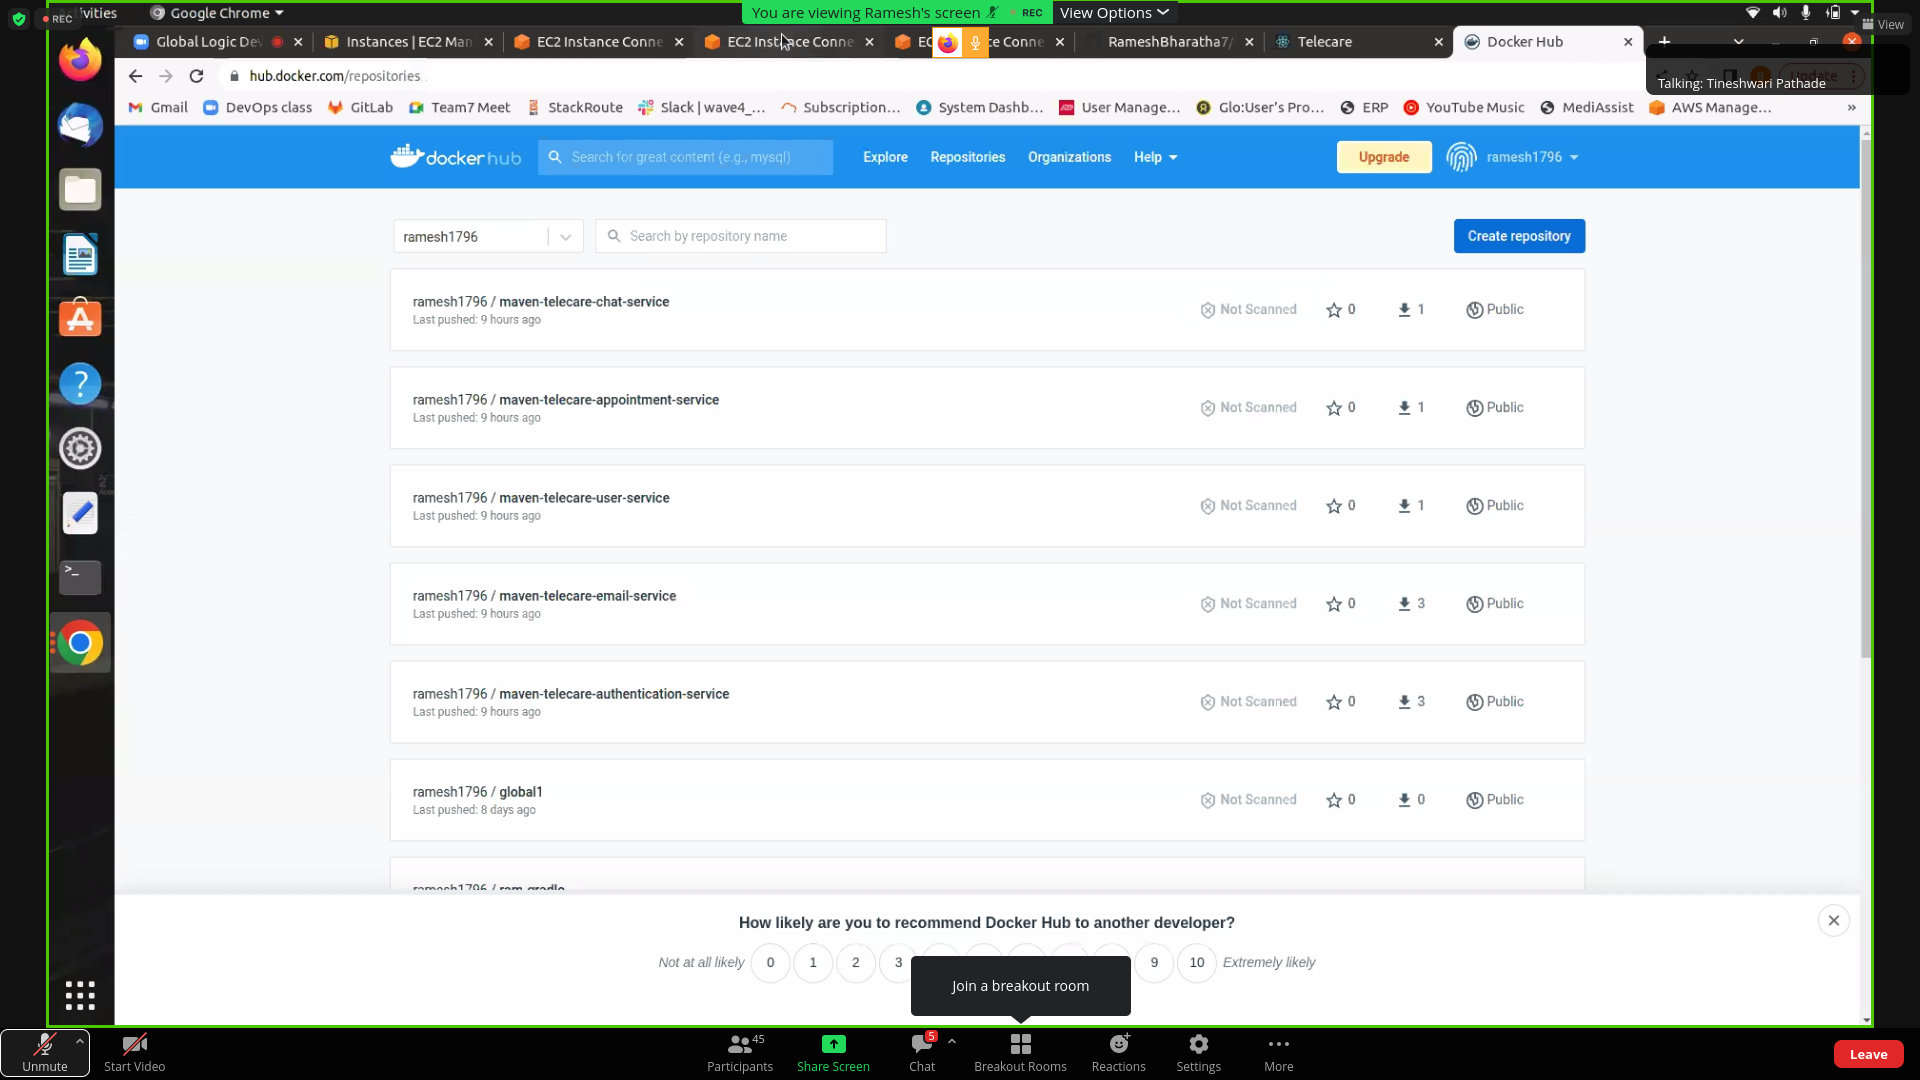 REC
Activities
Google Chrome
You are viewing Ramesh's screen
REC
View Options
View
Global Logic De
Instances | EC2 Man
EC2 Instance Conne
EC2 Instance Conne
ce Conne
RameshBharatha7/
Telecare
Docker Hub
hub.docker.com/repositories
Talking: Tineshwari Pathade
Gmail
DevOps class
GitLab
Team7 Meet
StackRoute
Slack | wave4_...
Subscription...
System Dashb...
User Manage...
Glo:User's Pro...
ERP
YouTube Music
MediAssist
AWS Manage...
»
docker hub
Search for great content (e.g., mysql)
Explore
Repositories
Organizations
Help
Upgrade
ramesh1796
ramesh1796
Search by repository name
Create repository
ramesh1796 / maven-telecare-chat-service
Last pushed: 9 hours ago
Not Scanned
0
1
Public
ramesh1796 / maven-telecare-appointment-service
Last pushed: 9 hours ago
Not Scanned
0
1
Public
ramesh1796 / maven-telecare-user-service
Last pushed: 9 hours ago
Not Scanned
0
1
Public
ramesh1796 / maven-telecare-email-service
Last pushed: 9 hours ago
Not Scanned
0
3
Public
ramesh1796 / maven-telecare-authentication-service
Last pushed: 9 hours ago
Not Scanned
0
3
Public
ramesh1796 / global1
Last pushed: 8 days ago
Not Scanned
0
0
Public
ramesh1796 / ram-gradle
How likely are you to recommend Docker Hub to another developer?
Not at all likely
0
1
2
3
9
10
Extremely likely
Join a breakout room
Unmute
Start Video
Participants
45
Share Screen
Chat
5
Breakout Rooms
Reactions
Settings
More
Leave